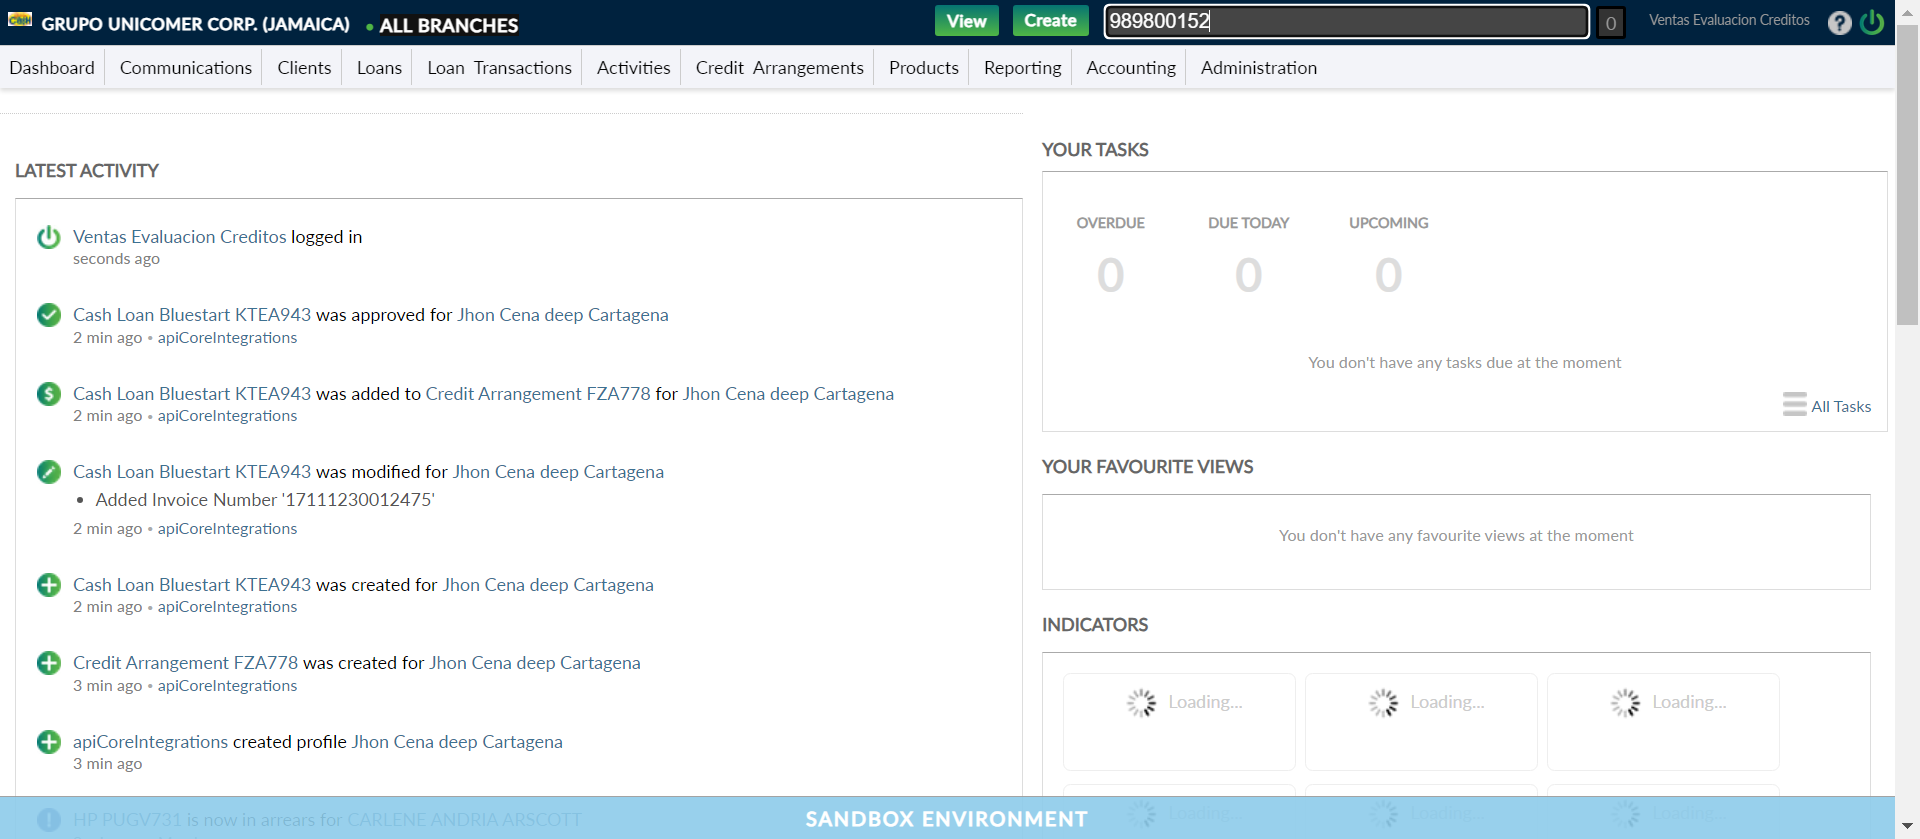 Cash GRUPO UNICOMER CORP. (JAMAICA) • ALL BRANCHES View Create 989800152 0 Ventas Evaluacion Creditos ?
Dashboard Communications Clients Loans Loan Transactions Activities Credit Arrangements Products Reporting Accounting Administration
LATEST ACTIVITY
Ventas Evaluacion Creditos logged in
seconds ago
Cash Loan Bluestart KTEA943 was approved for Jhon Cena deep Cartagena
2 min ago • apiCoreIntegrations
Cash Loan Bluestart KTEA943 was added to Credit Arrangement FZA778 for Jhon Cena deep Cartagena
2 min ago • apiCoreIntegrations
Cash Loan Bluestart KTEA943 was modified for Jhon Cena deep Cartagena
• Added Invoice Number '17111230012475'
2 min ago • apiCoreIntegrations
Cash Loan Bluestart KTEA943 was created for Jhon Cena deep Cartagena
2 min ago • apiCoreIntegrations
Credit Arrangement FZA778 was created for Jhon Cena deep Cartagena
3 min ago • apiCoreIntegrations
apiCoreIntegrations created profile Jhon Cena deep Cartagena
3 min ago
HP PUGV731 is now in arrears for CARLENE ANDRIA ARSCOTT
YOUR TASKS
OVERDUE DUE TODAY UPCOMING
0 0 0
You don't have any tasks due at the moment
All Tasks
YOUR FAVOURITE VIEWS
You don't have any favourite views at the moment
INDICATORS
Loading... Loading... Loading...
Loading... Loading... Loading...
SANDBOX ENVIRONMENT